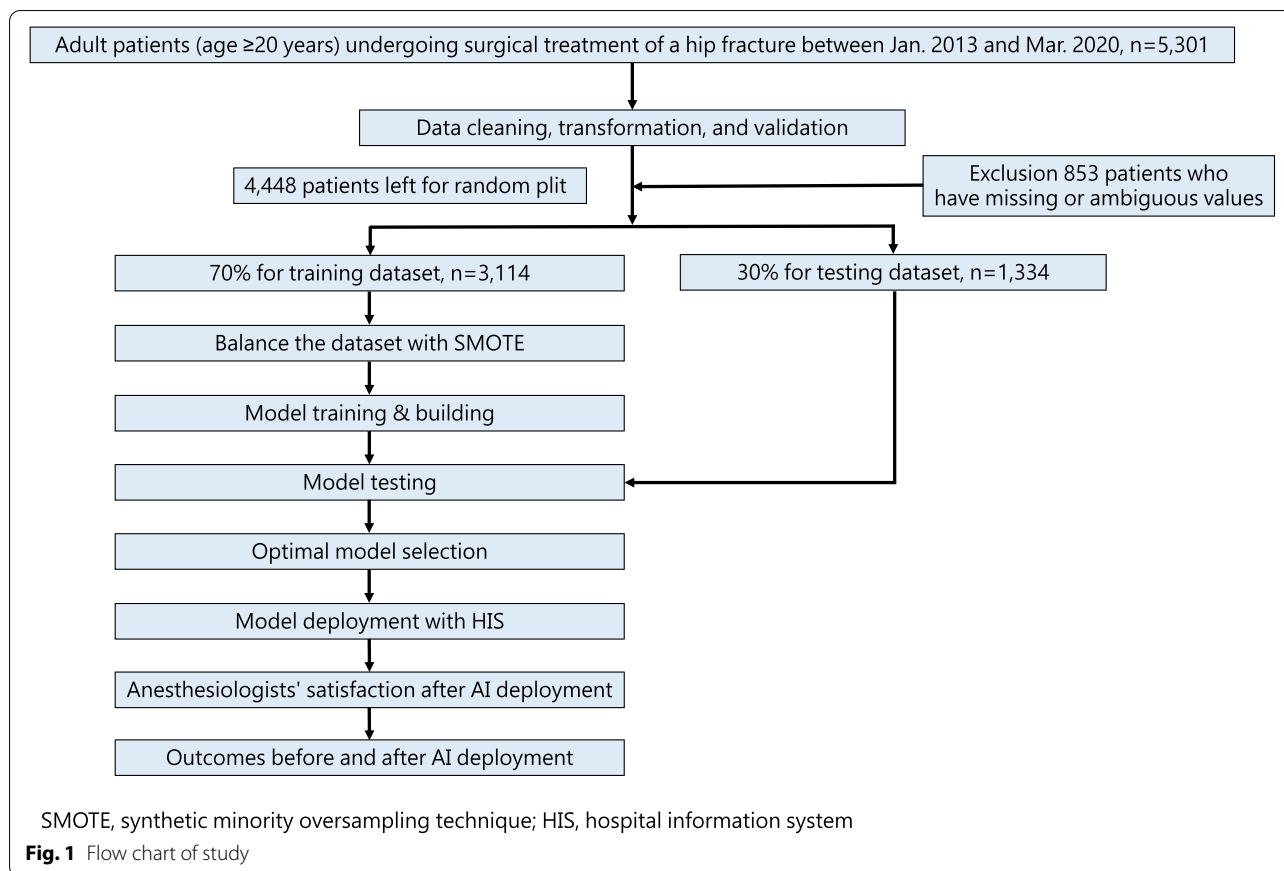 Adult patients (age ≥20 years) undergoing surgical treatment of a hip fracture between Jan. 2013 and Mar. 2020, n=5,301
Data cleaning, transformation, and validation
4,448 patients left for random plit
Exclusion 853 patients who
have missing or ambiguous values
70% for training dataset, n=3,114
30% for testing dataset, n=1,334
Balance the dataset with SMOTE
Model training & building
Model testing
Optimal model selection
Model deployment with HIS
Anesthesiologists' satisfaction after AI deployment
Outcomes before and after AI deployment
SMOTE, synthetic minority oversampling technique; HIS, hospital information system
Fig. 1 Flow chart of study